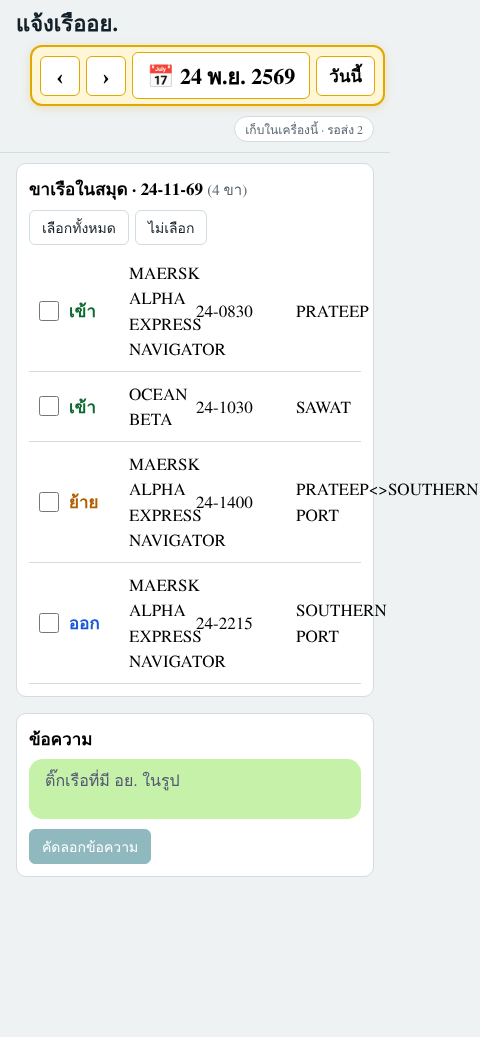 แจ้งเรืออย.
‹ › 📅 24 พ.ย. 2569 วันนี้
เก็บในเครื่องนี้ · รอส่ง 2
ขาเรือในสมุด · 24-11-69 (4 ขา)
เลือกทั้งหมด ไม่เลือก
เข้า MAERSK ALPHA EXPRESS NAVIGATOR 24-0830 PRATEEP
เข้า OCEAN BETA 24-1030 SAWAT
ย้าย MAERSK ALPHA EXPRESS NAVIGATOR 24-1400 PRATEEP<>SOUTHERN PORT
ออก MAERSK ALPHA EXPRESS NAVIGATOR 24-2215 SOUTHERN PORT
ข้อความ
ติ๊กเรือที่มี อย. ในรูป
คัดลอกข้อความ